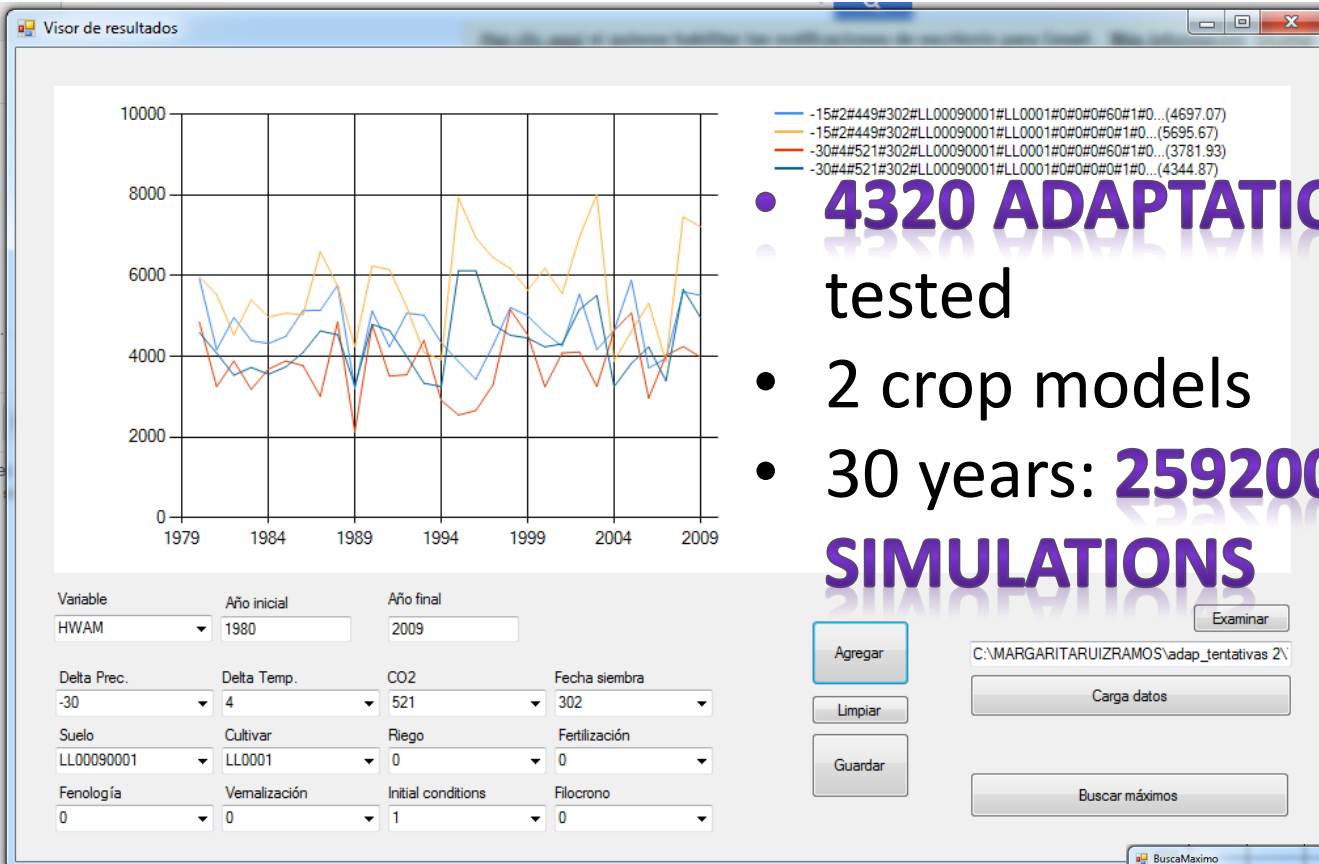 Visor de resultados
10000
8000
6000
4000
2000
0
1979 1984 1989 1994 1999 2004 2009
-15#2#449#302#LL00090001#LL0001#0#0#0#60#1#0...(4697.07)
-15#2#449#302#LL00090001#LL0001#0#0#0#0#1#0...(5695.67)
-30#4#521#302#LL00090001#LL0001#0#0#0#60#1#0...(3781.93)
-30#4#521#302#LL00090001#LL0001#0#0#0#0#1#0...(4344.87)
• 4320 ADAPTATIO
tested
• 2 crop models
• 30 years: 259200
SIMULATIONS
Variable Año inicial Año final
HWAM 1980 2009
Delta Prec. Delta Temp. CO2 Fecha siembra
-30 4 521 302
Suelo Cultivar Riego Fertilización
LL00090001 LL0001 0 0
Fenología Vernalización Initial conditions Filocrono
0 0 1 0
Agregar
Limpiar
Guardar
Examinar
C:\MARGARITARUIZRAMOS\adap_tentativas 2\
Carga datos
Buscar máximos
BuscaMaximo